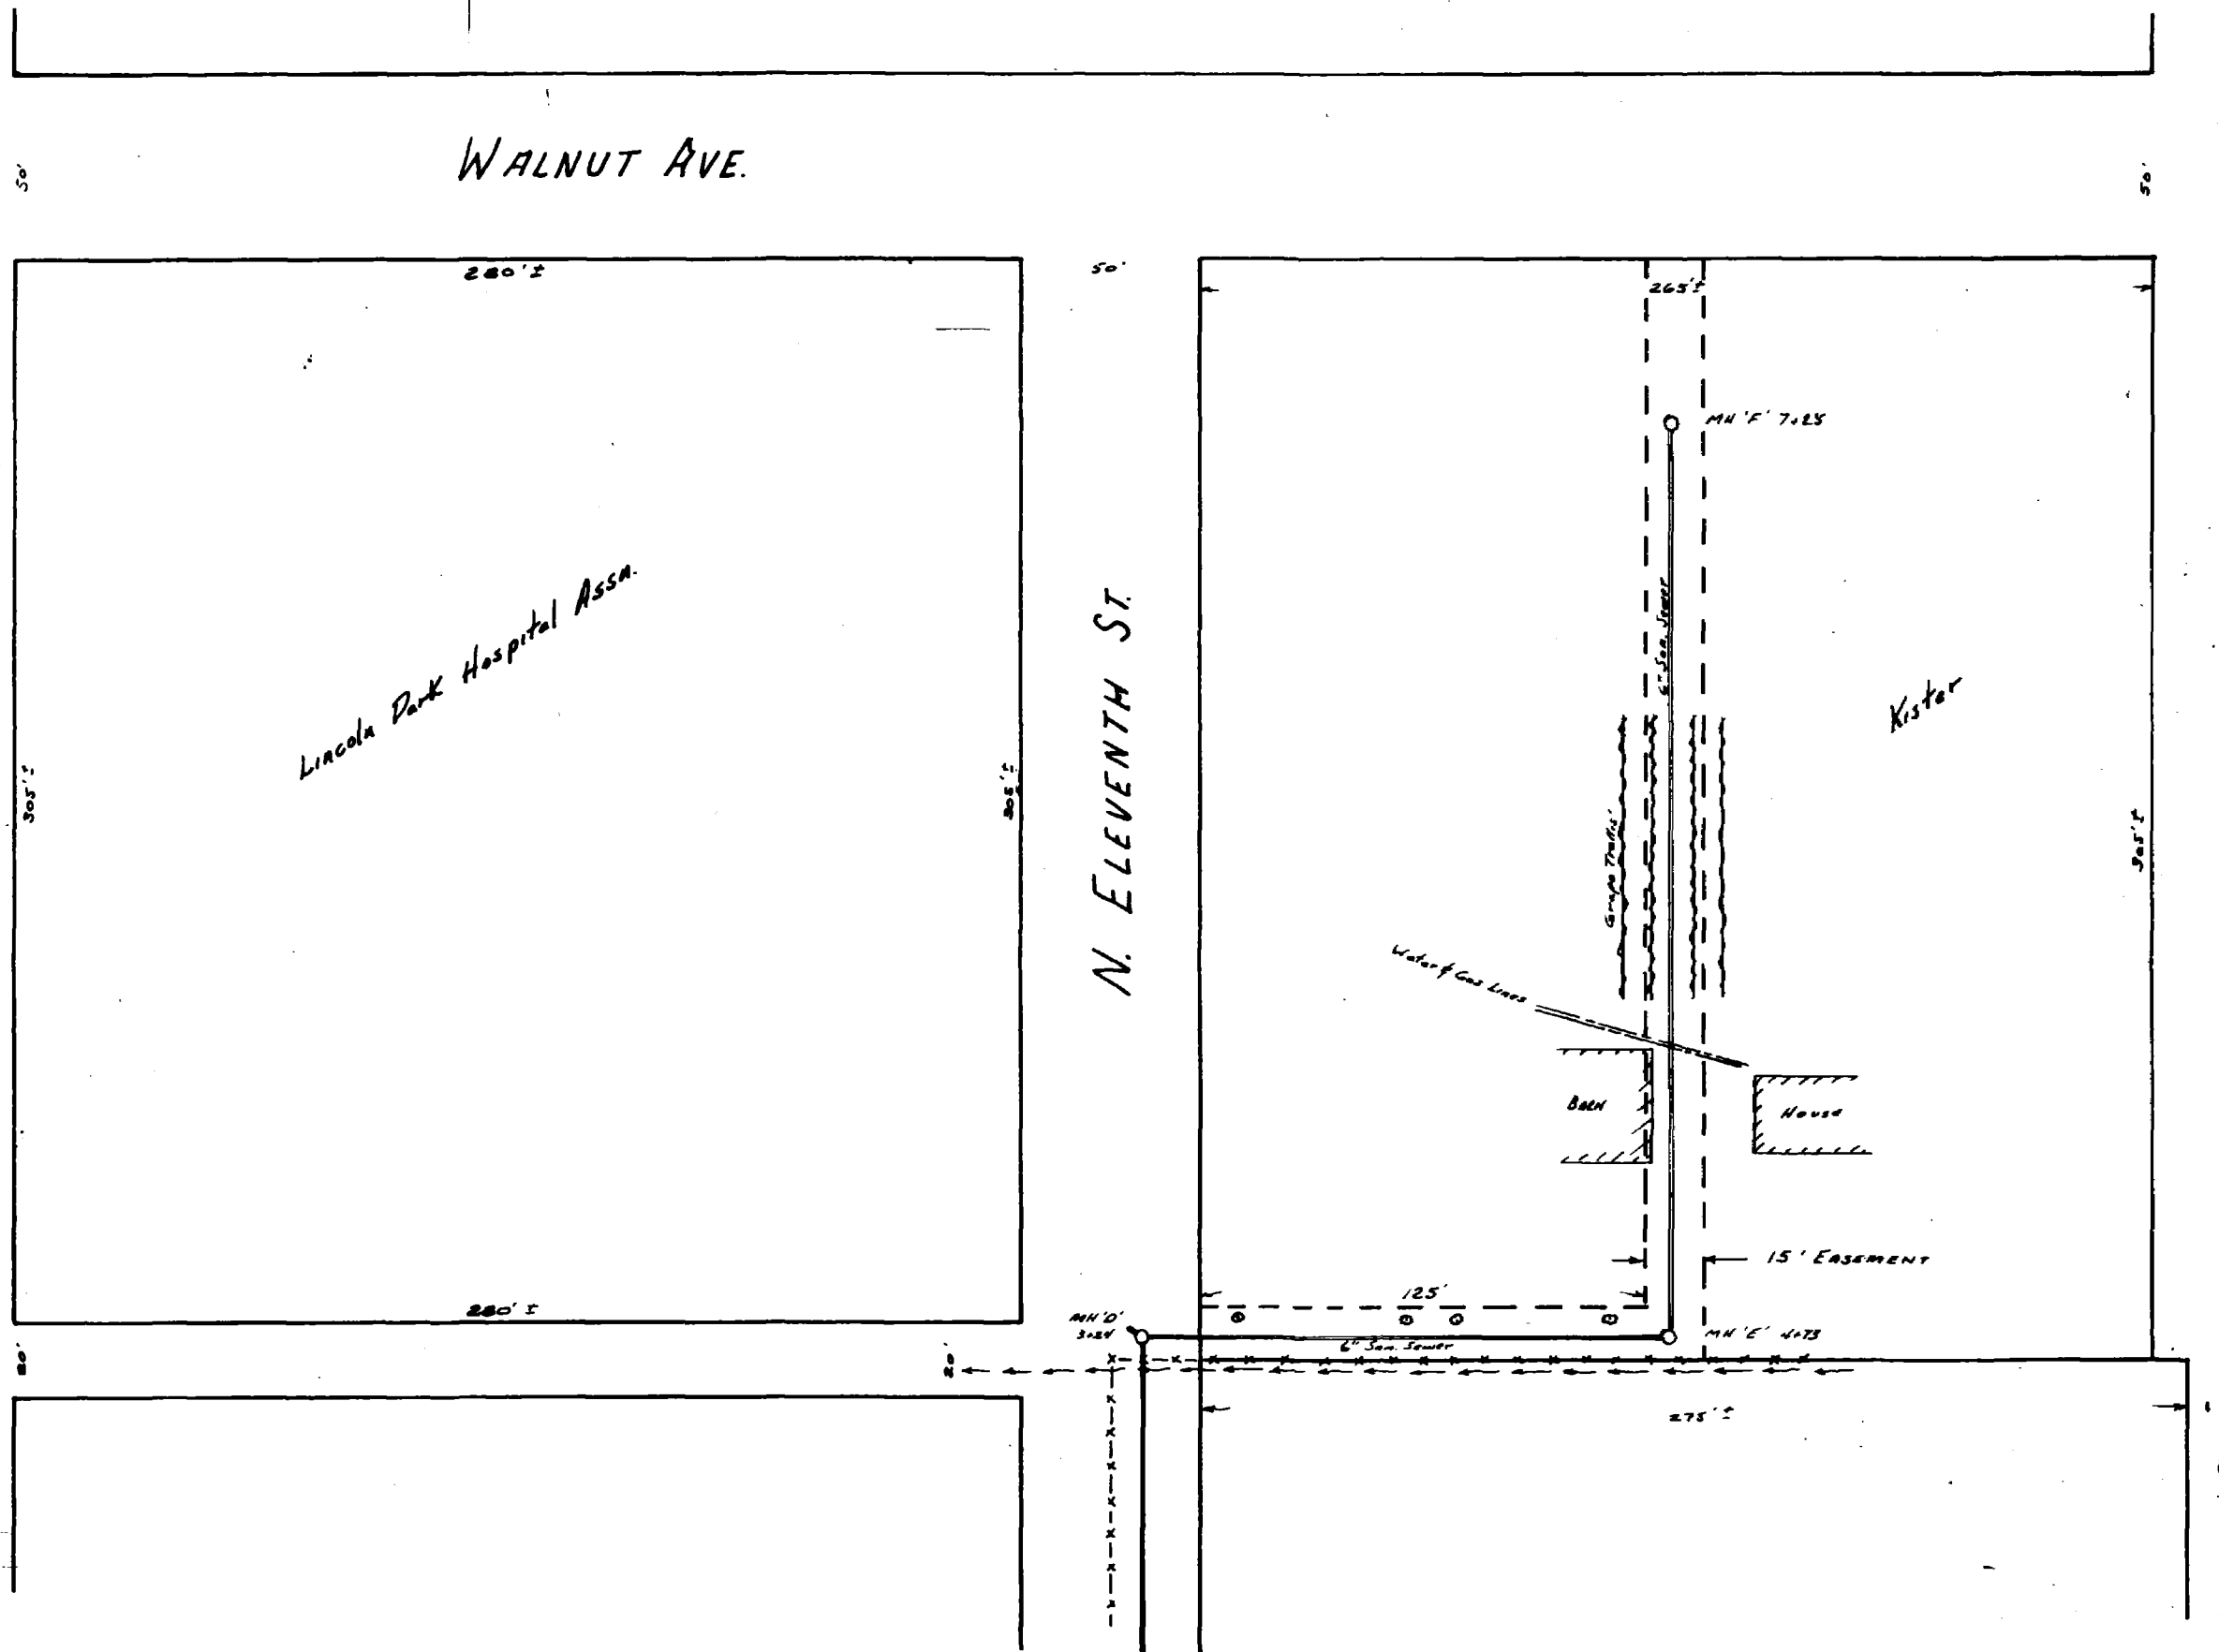 WALNUT AVE.
50'
50'
280'±
50'
265'±
MH 'F' 7+25
6" San. Sewer
Lincoln Park Hospital Assn.
N. ELEVENTH ST.
Kister
305'±
305'±
305'±
Grape Trellis'
Water & Gas Lines
BARN
House
15' EASEMENT
125'
280'±
MH 'D'
3+24
6" San. Sewer
MH 'E' 4+73
20'
20'
275'±